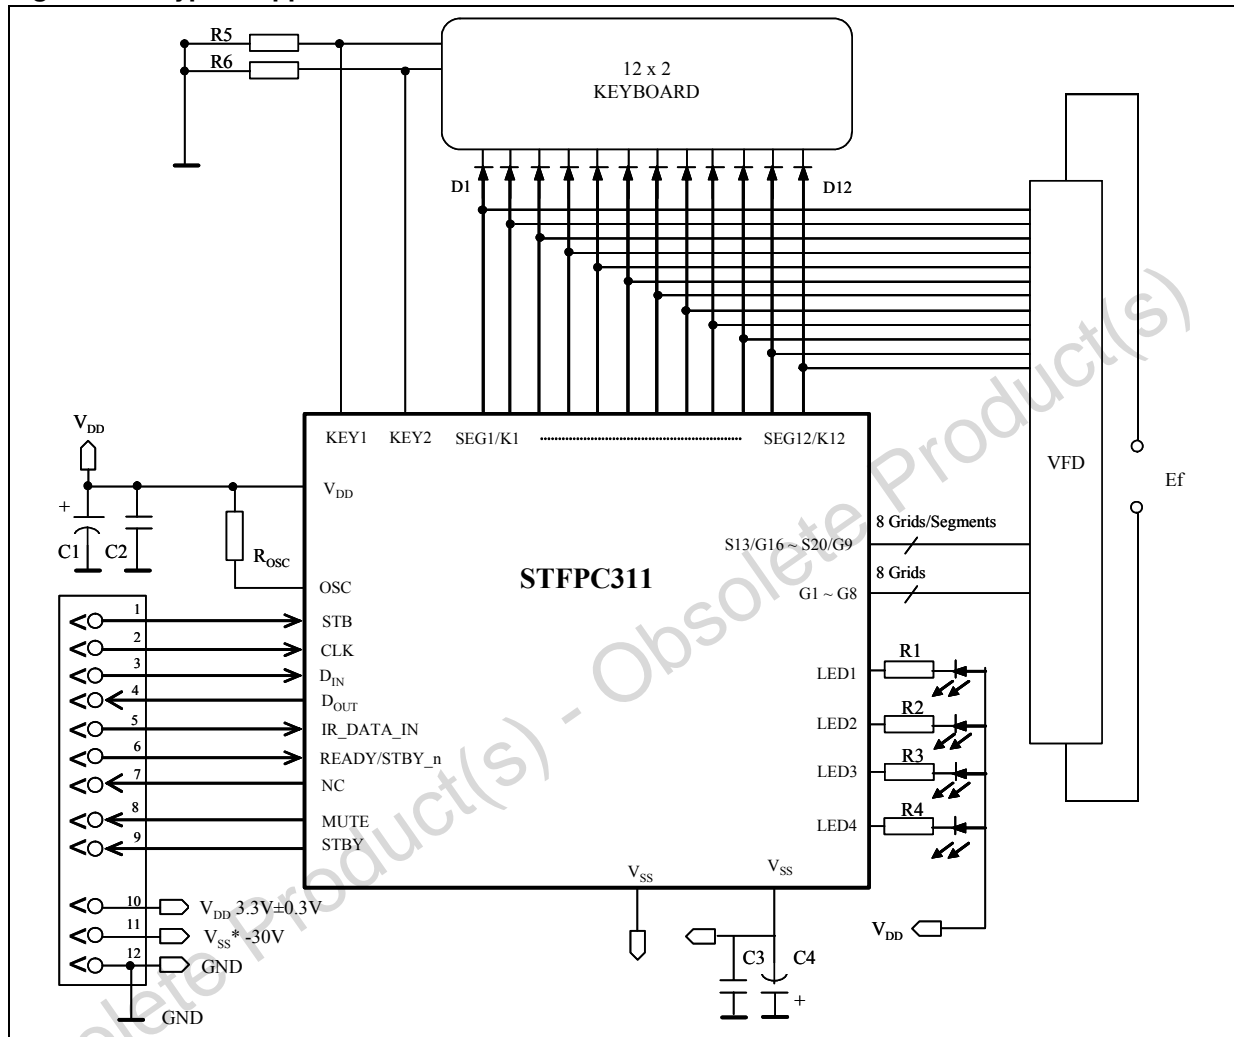 R5
R6
12 x 2
KEYBOARD
D1
D12
VDD
KEY1
KEY2
SEG1/K1
SEG12/K12
VDD
VFD
Ef
+
C1
C2
ROSC
8 Grids/Segments
S13/G16 ~ S20/G9
STFPC311
8 Grids
G1 ~ G8
OSC
1
STB
2
CLK
3
DIN
4
DOUT
5
IR_DATA_IN
6
READY/STBY_n
7
NC
8
MUTE
9
STBY
LED1
R1
LED2
R2
LED3
R3
LED4
R4
VSS
VSS
10
VDD 3.3V±0.3V
11
VSS* -30V
12
GND
GND
VDD
C3
C4
+
Obsolete Product(s) - Obsolete Product(s)